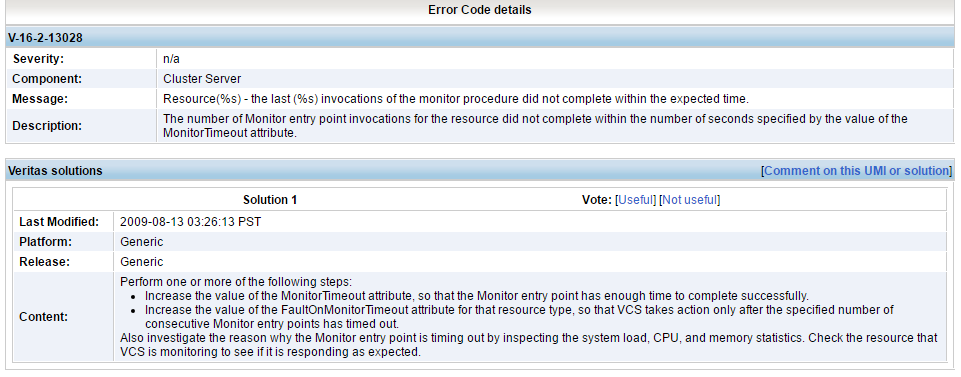 Error Code details
V-16-2-13028
Severity: n/a
Component: Cluster Server
Message: Resource(%s) - the last (%s) invocations of the monitor procedure did not complete within the expected time.
Description: The number of Monitor entry point invocations for the resource did not complete within the number of seconds specified by the value of the
MonitorTimeout attribute.
Veritas solutions [Comment on this UMI or solution]
Solution 1 Vote: [Useful] [Not useful]
Last Modified: 2009-08-13 03:26:13 PST
Platform: Generic
Release: Generic
Content: Perform one or more of the following steps:
• Increase the value of the MonitorTimeout attribute, so that the Monitor entry point has enough time to complete successfully.
• Increase the value of the FaultOnMonitorTimeout attribute for that resource type, so that VCS takes action only after the specified number of
consecutive Monitor entry points has timed out.
Also investigate the reason why the Monitor entry point is timing out by inspecting the system load, CPU, and memory statistics. Check the resource that
VCS is monitoring to see if it is responding as expected.